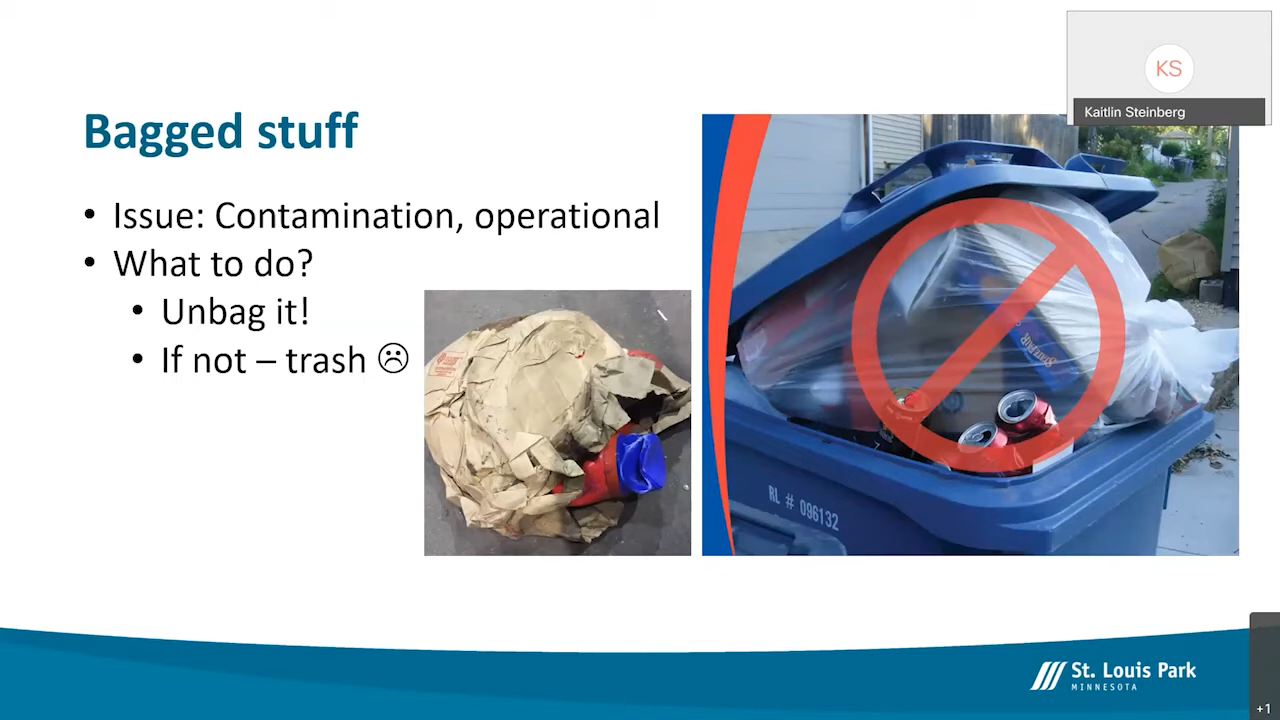 KS
Kaitlin Steinberg
Bagged stuff
• Issue: Contamination, operational
• What to do?
• Unbag it!
• If not – trash ☹
RL # 096132
St. Louis Park
MINNESOTA
+1